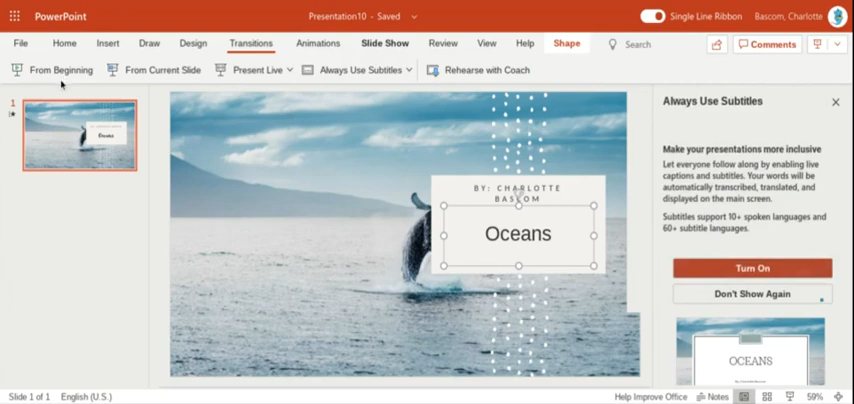 PowerPoint
Presentation10 - Saved
Single Line Ribbon
Bascom, Charlotte
File Home Insert Draw Design Transitions Animations Slide Show Review View Help Shape Search Comments
From Beginning From Current Slide Present Live Always Use Subtitles Rehearse with Coach
1
BY: CHARLOTTE
BASCOM
Oceans
Always Use Subtitles
Make your presentations more inclusive
Let everyone follow along by enabling live
captions and subtitles. Your words will be
automatically transcribed, translated, and
displayed on the main screen.
Subtitles support 10+ spoken languages and
60+ subtitle languages.
Turn On
Don't Show Again
OCEANS
Slide 1 of 1 English (U.S.) Help Improve Office Notes 59%